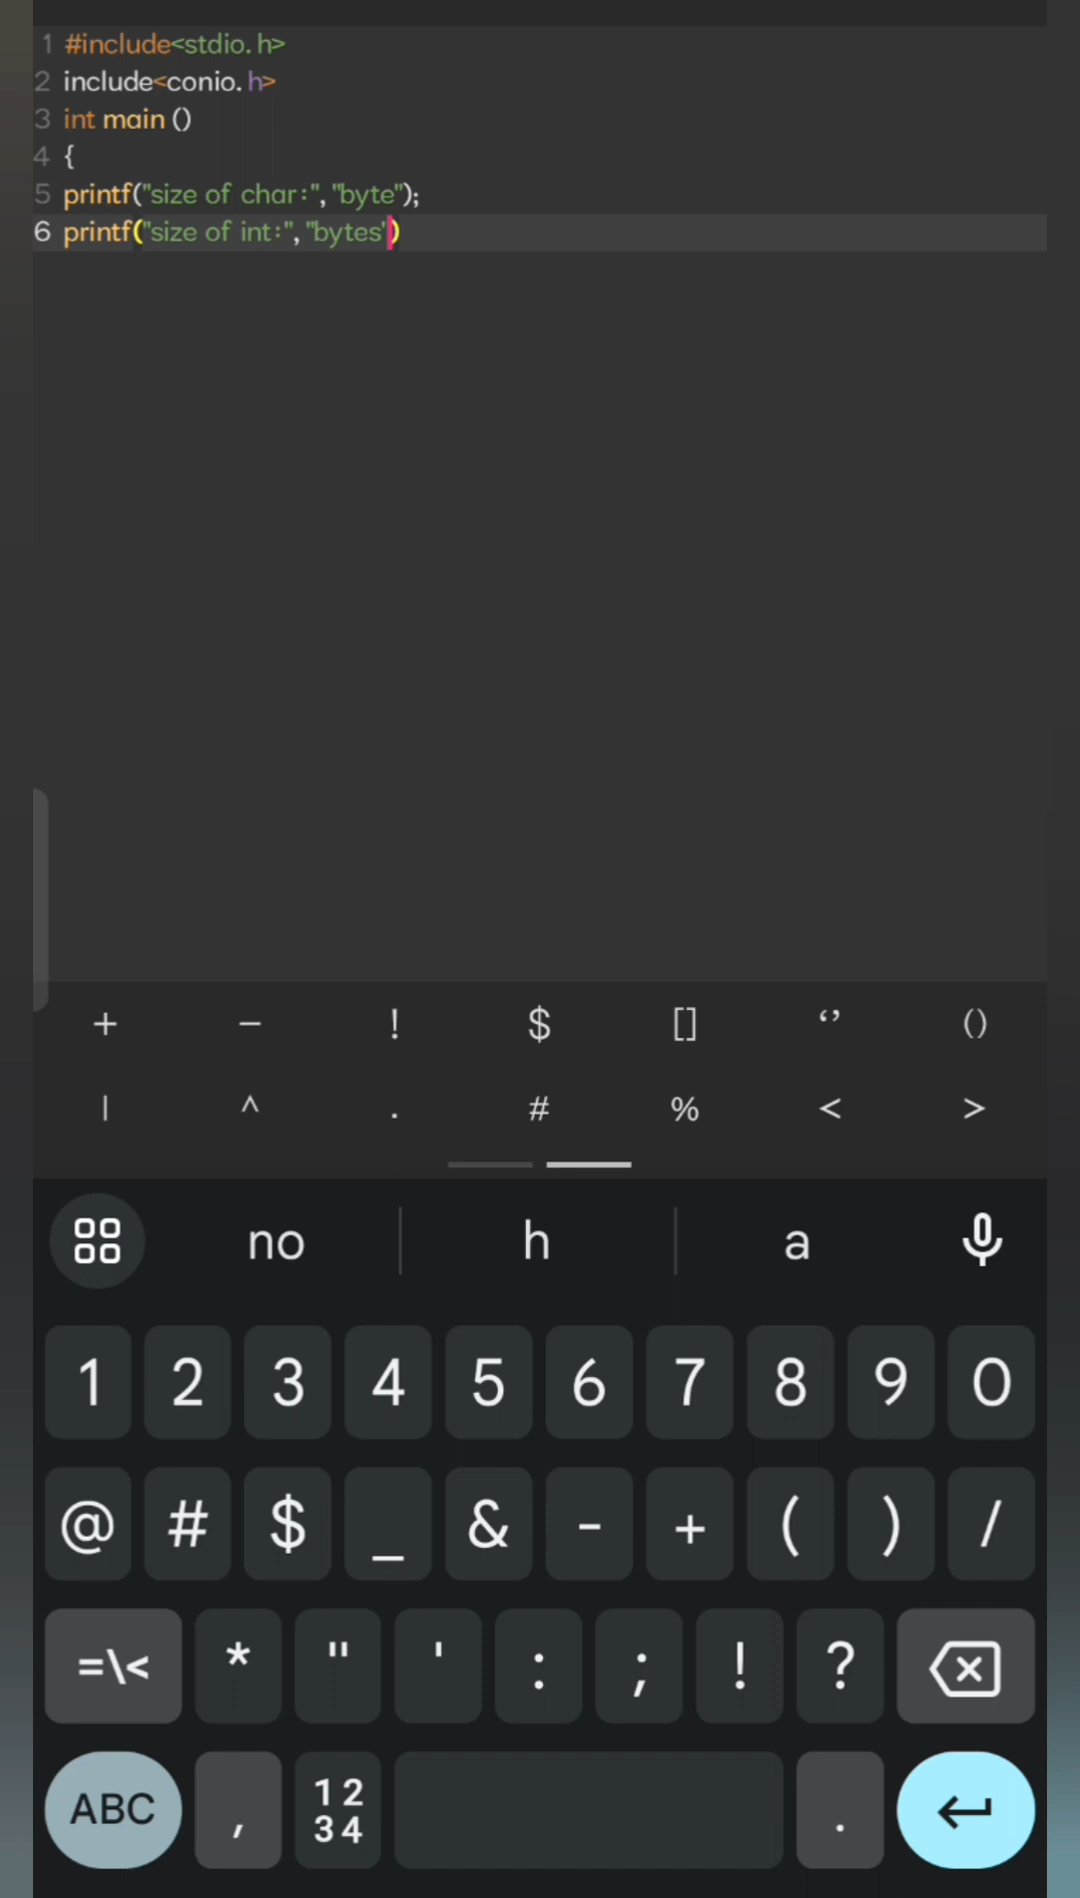 1 #include<stdio.h>
2 include<conio.h>
3 int main ()
4 {
5 printf("size of char:", "byte");
6 printf("size of int:", "bytes")
+ − ! $ [] ‘’ ()
| ^ . # % < >
no h a
1 2 3 4 5 6 7 8 9 0
@ # $ _ & - + ( ) /
=\< * " ' : ; ! ?
ABC , 12 .
34